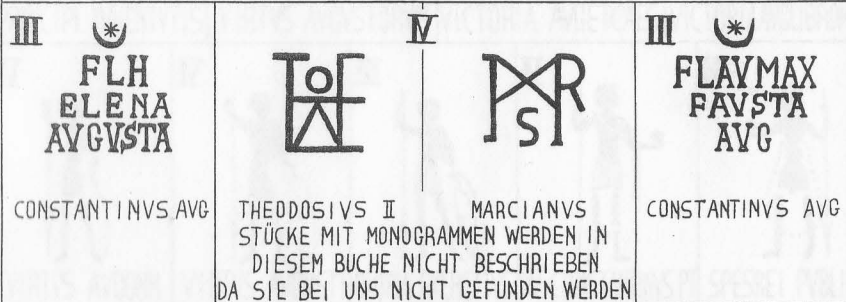 III
FLH
ELENA
AVGVSTA
CONSTANTINVS AVG
IV
THEODOSIVS II
MARCIANVS
STÜCKE MIT MONOGRAMMEN WERDEN IN
DIESEM BUCHE NICHT BESCHRIEBEN
DA SIE BEI UNS NICHT GEFUNDEN WERDEN
III
FLAVMAX
FAVSTA
AVG
CONSTANTINVS AVG